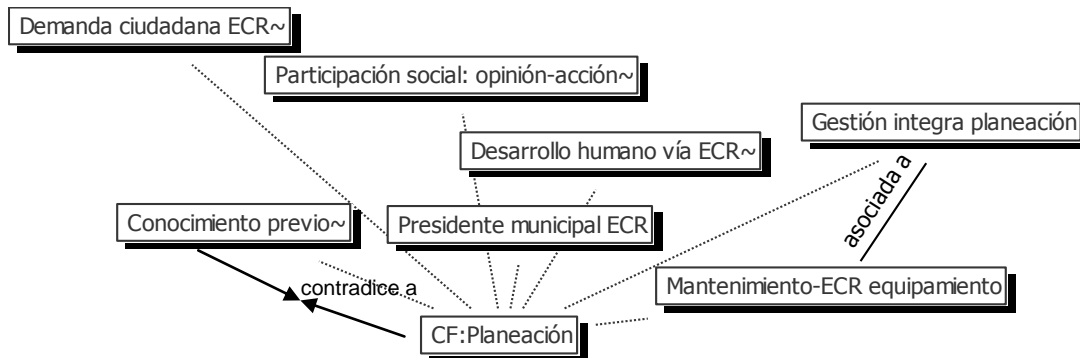 Demanda ciudadana ECR~
Participación social: opinión-acción~
Gestión integra planeación
Desarrollo humano vía ECR~
asociada a
Conocimiento previo~
Presidente municipal ECR
Mantenimiento-ECR equipamiento
contradice a
CF:Planeación